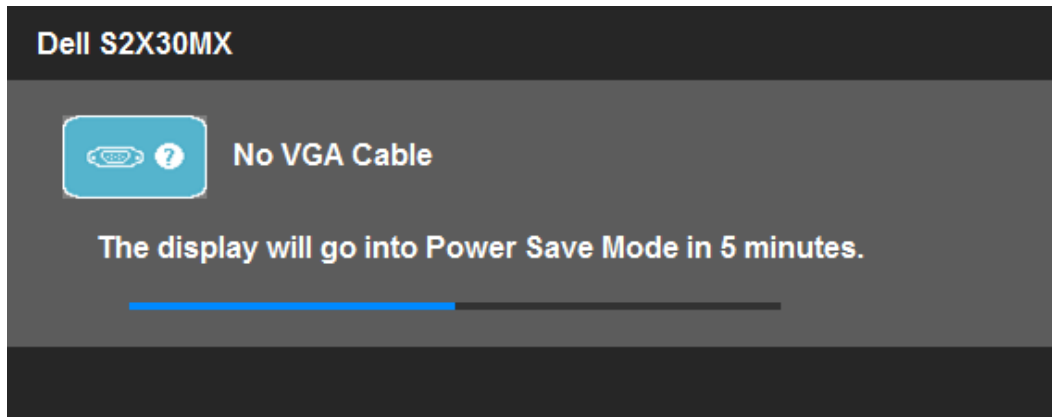 Dell S2X30MX
No VGA Cable
The display will go into Power Save Mode in 5 minutes.